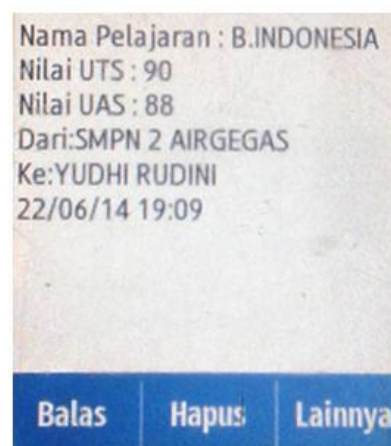 Nama Pelajaran : B.INDONESIA
Nilai UTS : 90
Nilai UAS : 88
Dari:SMPN 2 AIRGEGAS
Ke:YUDHI RUDINI
22/06/14 19:09
Balas Hapus Lainnya